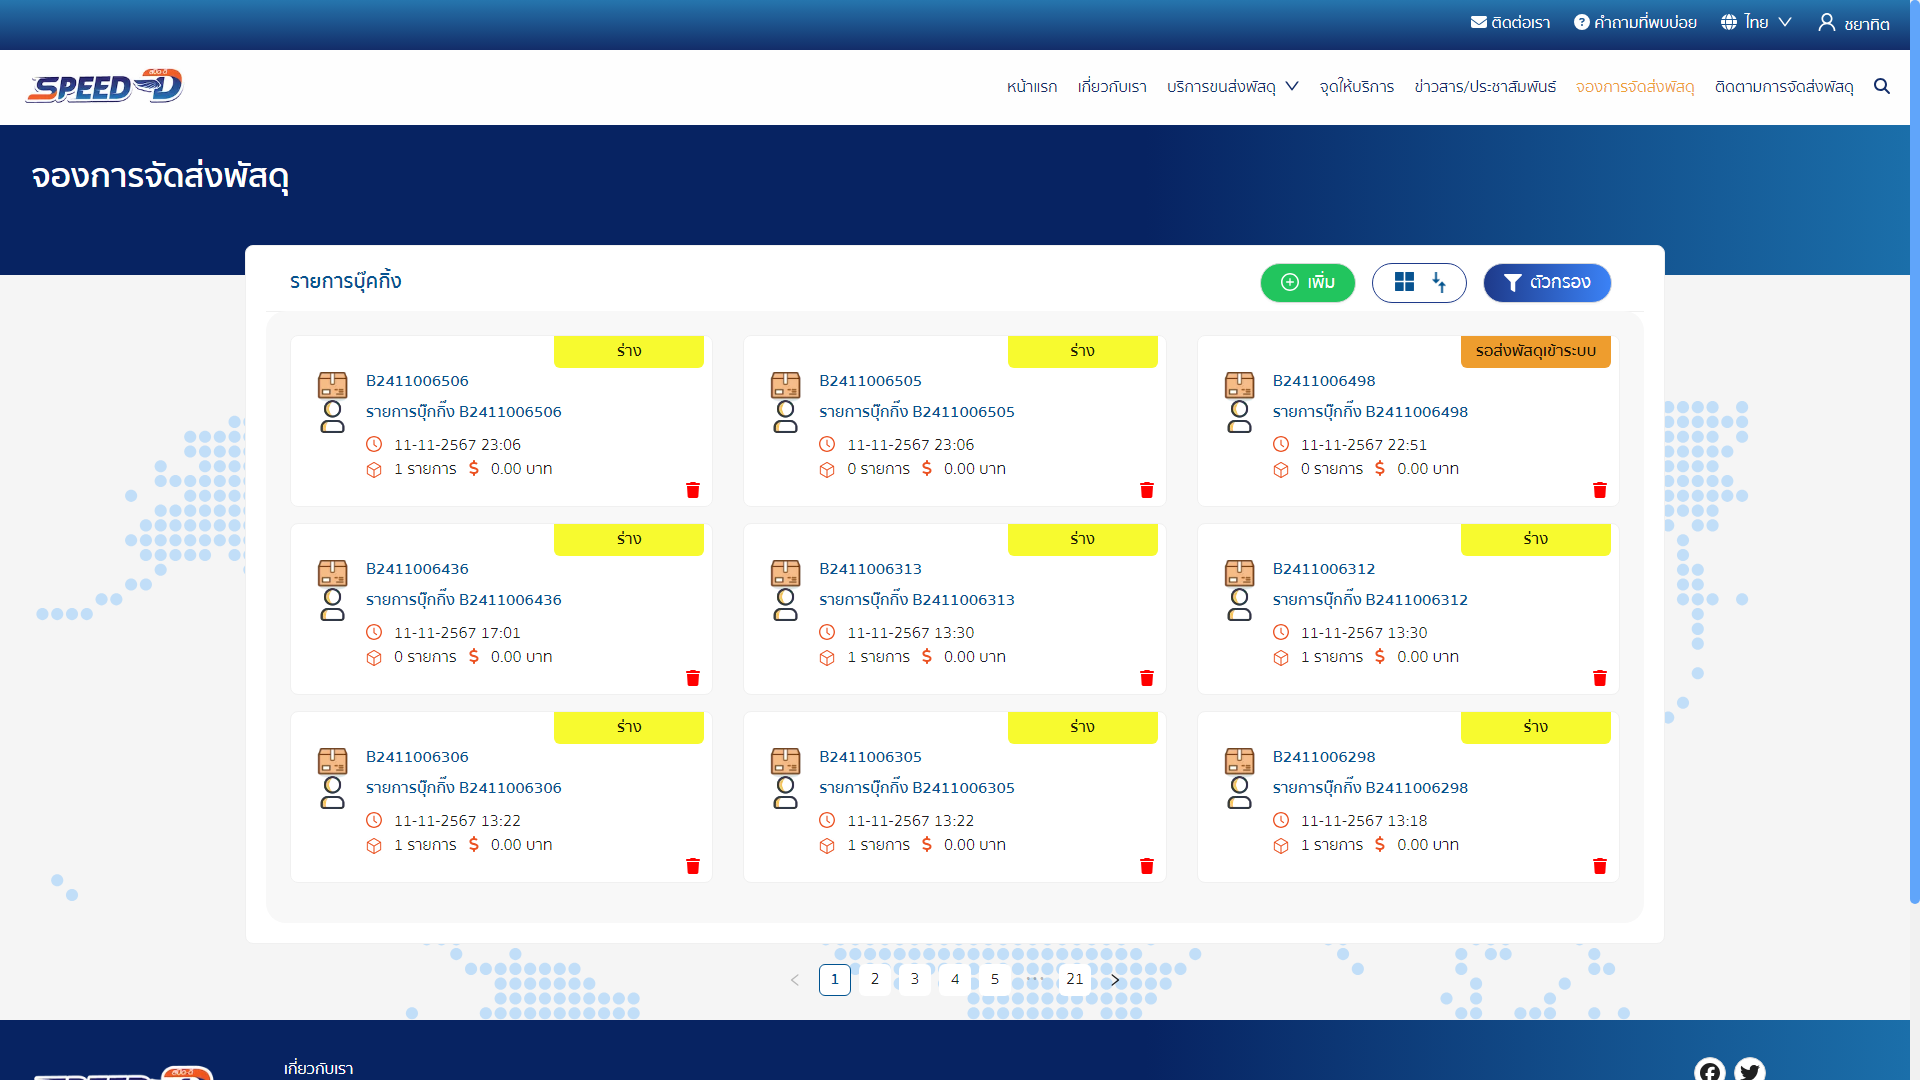 ติดต่อเรา คำถามที่พบบ่อย ไทย ชยาทิต
SPEED-D สปีด-ดี
หน้าแรก เกี่ยวกับเรา บริการขนส่งพัสดุ จุดให้บริการ ข่าวสาร/ประชาสัมพันธ์ จองการจัดส่งพัสดุ ติดตามการจัดส่งพัสดุ
จองการจัดส่งพัสดุ
รายการบุ๊คกิ้ง
เพิ่ม
ตัวกรอง
ร่าง
B2411006506
รายการบุ๊กกิ๊ง B2411006506
11-11-2567 23:06
1 รายการ 0.00 บาท
ร่าง
B2411006505
รายการบุ๊กกิ๊ง B2411006505
11-11-2567 23:06
0 รายการ 0.00 บาท
รอส่งพัสดุเข้าระบบ
B2411006498
รายการบุ๊กกิ๊ง B2411006498
11-11-2567 22:51
0 รายการ 0.00 บาท
ร่าง
B2411006436
รายการบุ๊กกิ๊ง B2411006436
11-11-2567 17:01
0 รายการ 0.00 บาท
ร่าง
B2411006313
รายการบุ๊กกิ๊ง B2411006313
11-11-2567 13:30
1 รายการ 0.00 บาท
ร่าง
B2411006312
รายการบุ๊กกิ๊ง B2411006312
11-11-2567 13:30
1 รายการ 0.00 บาท
ร่าง
B2411006306
รายการบุ๊กกิ๊ง B2411006306
11-11-2567 13:22
1 รายการ 0.00 บาท
ร่าง
B2411006305
รายการบุ๊กกิ๊ง B2411006305
11-11-2567 13:22
1 รายการ 0.00 บาท
ร่าง
B2411006298
รายการบุ๊กกิ๊ง B2411006298
11-11-2567 13:18
1 รายการ 0.00 บาท
1 2 3 4 5 ••• 21
เกี่ยวกับเรา